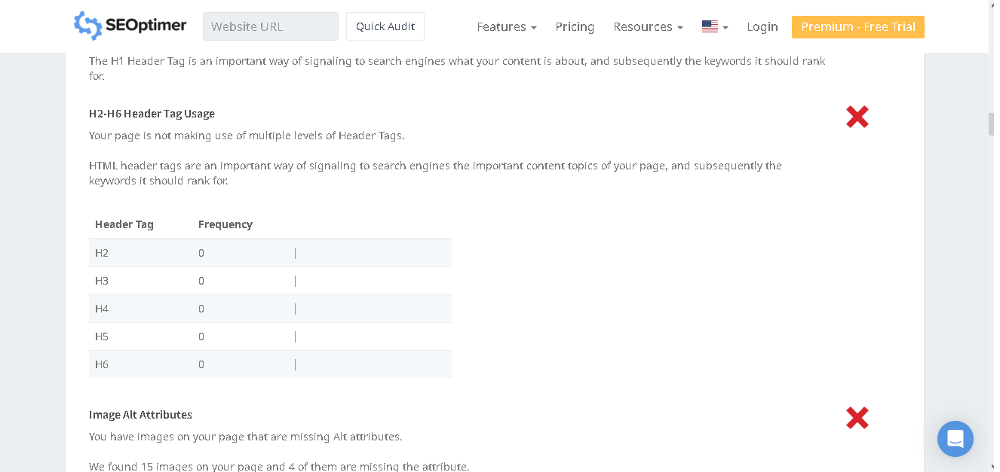 SEOptimer
Website URL
Quick Audit
Features
Pricing
Resources
Login
Premium - Free Trial
The H1 Header Tag is an important way of signaling to search engines what your content is about, and subsequently the keywords it should rank
for.
H2-H6 Header Tag Usage
Your page is not making use of multiple levels of Header Tags.
HTML header tags are an important way of signaling to search engines the important content topics of your page, and subsequently the
keywords it should rank for.
Header Tag Frequency
H2 0
H3 0
H4 0
H5 0
H6 0
Image Alt Attributes
You have images on your page that are missing Alt attributes.
We found 15 images on your page and 4 of them are missing the attribute.